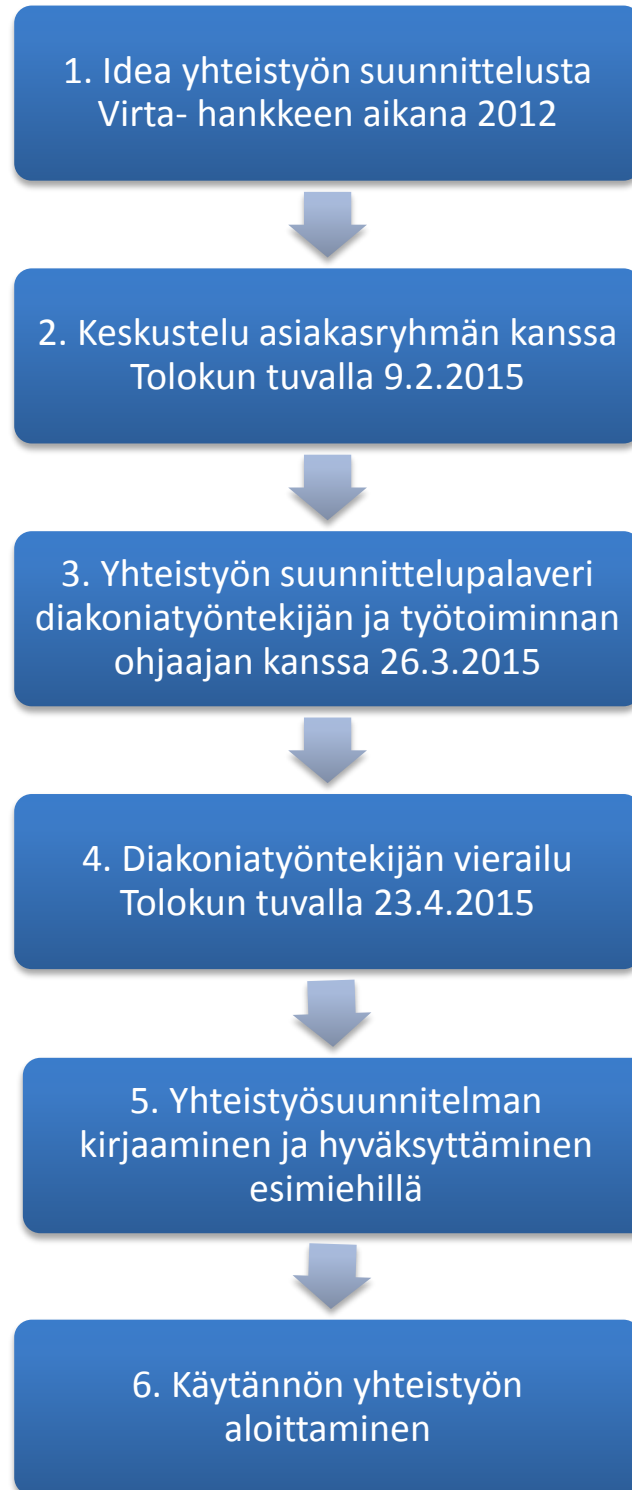 1. Idea yhteistyön suunnittelusta
Virta- hankkeen aikana 2012
2. Keskustelu asiakasryhmän kanssa
Tolokun tuvalla 9.2.2015
3. Yhteistyön suunnittelupalaveri
diakoniatyöntekijän ja työtoiminnan
ohjaajan kanssa 26.3.2015
4. Diakoniatyöntekijän vierailu
Tolokun tuvalla 23.4.2015
5. Yhteistyösuunnitelman
kirjaaminen ja hyväksyttäminen
esimiehillä
6. Käytännön yhteistyön
aloittaminen